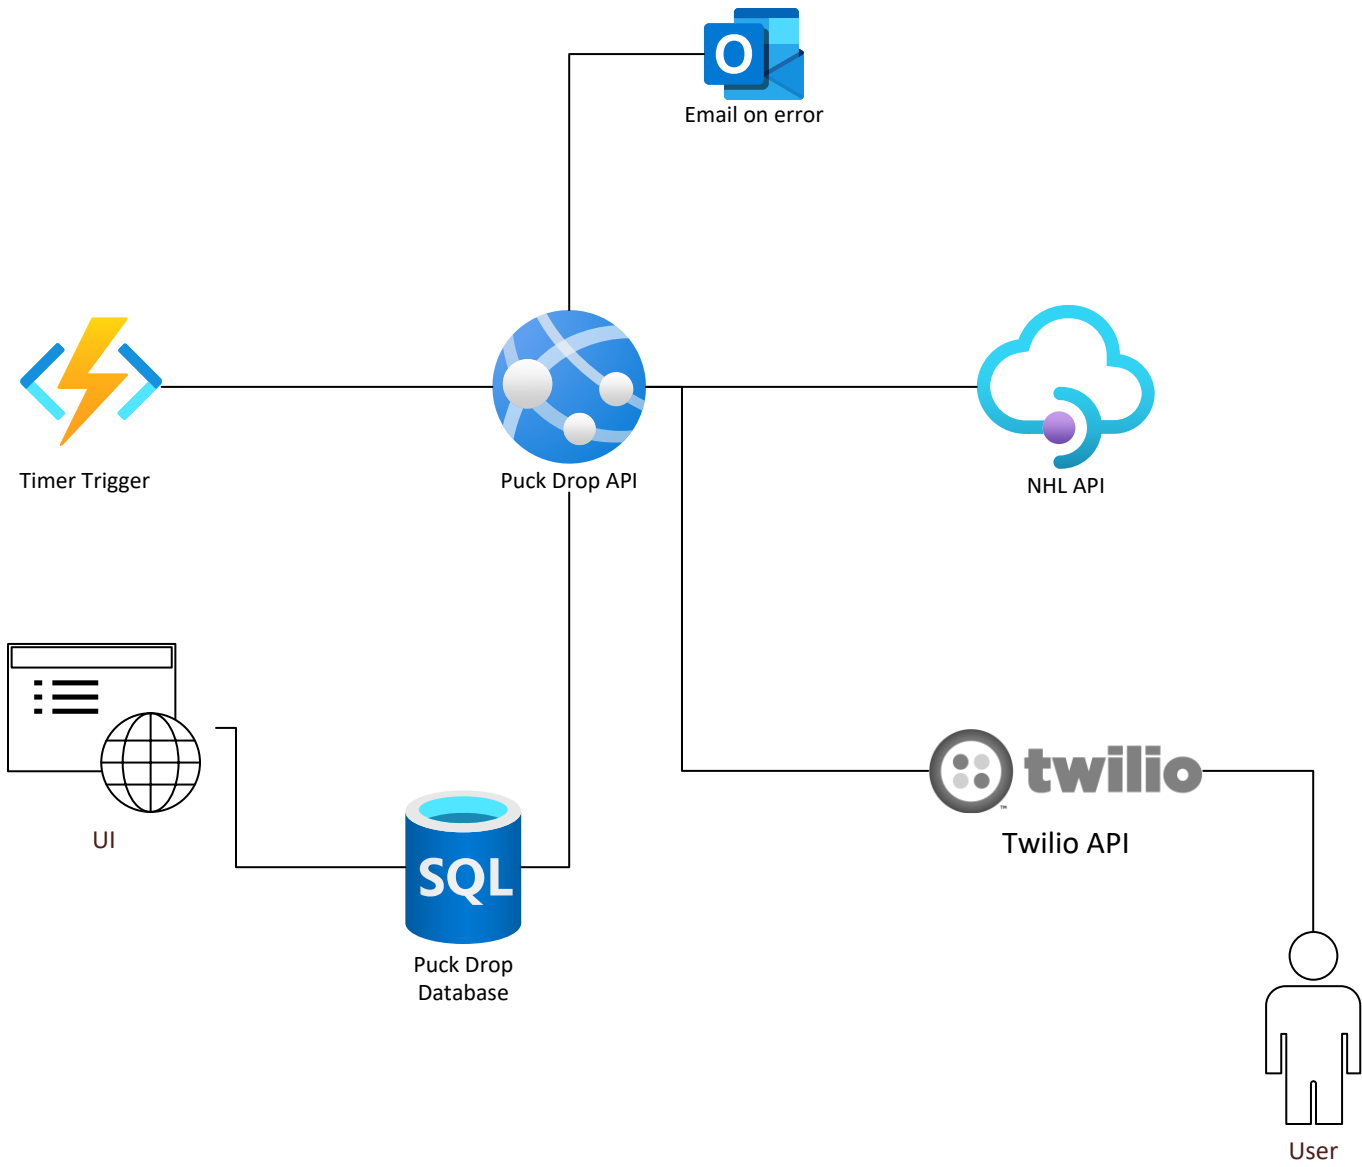 O
Email on error
Timer Trigger
Puck Drop API
NHL API
UI
twilio
™
Twilio API
SQL
Puck Drop
Database
User